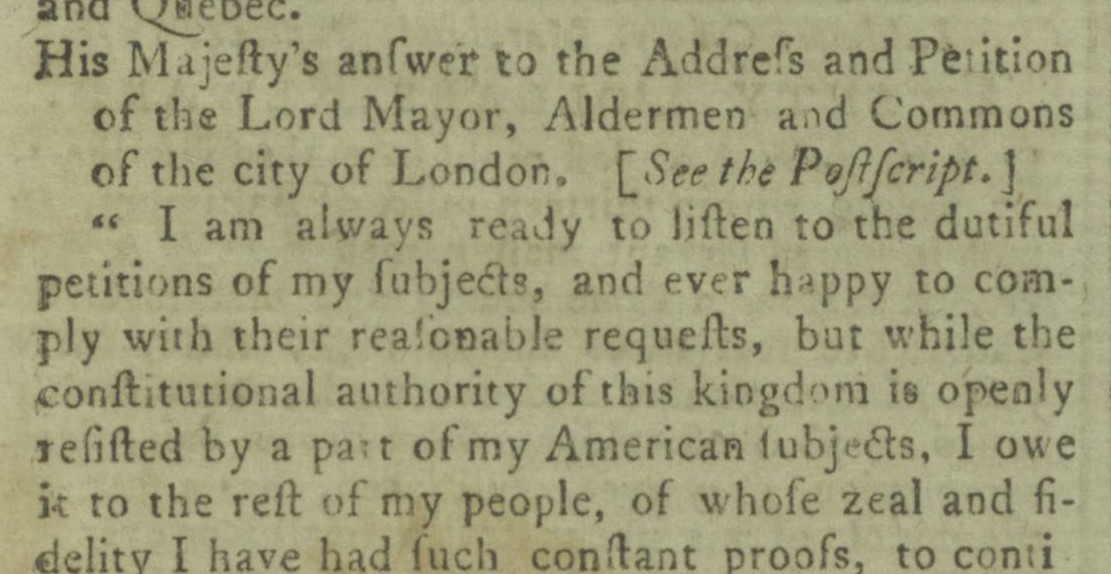 and Quebec.
His Majeſty's anſwer to the Addreſs and Petition
of the Lord Mayor, Aldermen and Commons
of the city of London. [See the Poſtſcript.]
“ I am always ready to liſten to the dutiful
petitions of my ſubjects, and ever happy to com-
ply with their reaſonable requeſts, but while the
conſtitutional authority of this kingdom is openly
reſiſted by a part of my American ſubjects, I owe
it to the reſt of my people, of whoſe zeal and fi-
delity I have had ſuch conſtant proofs, to conti